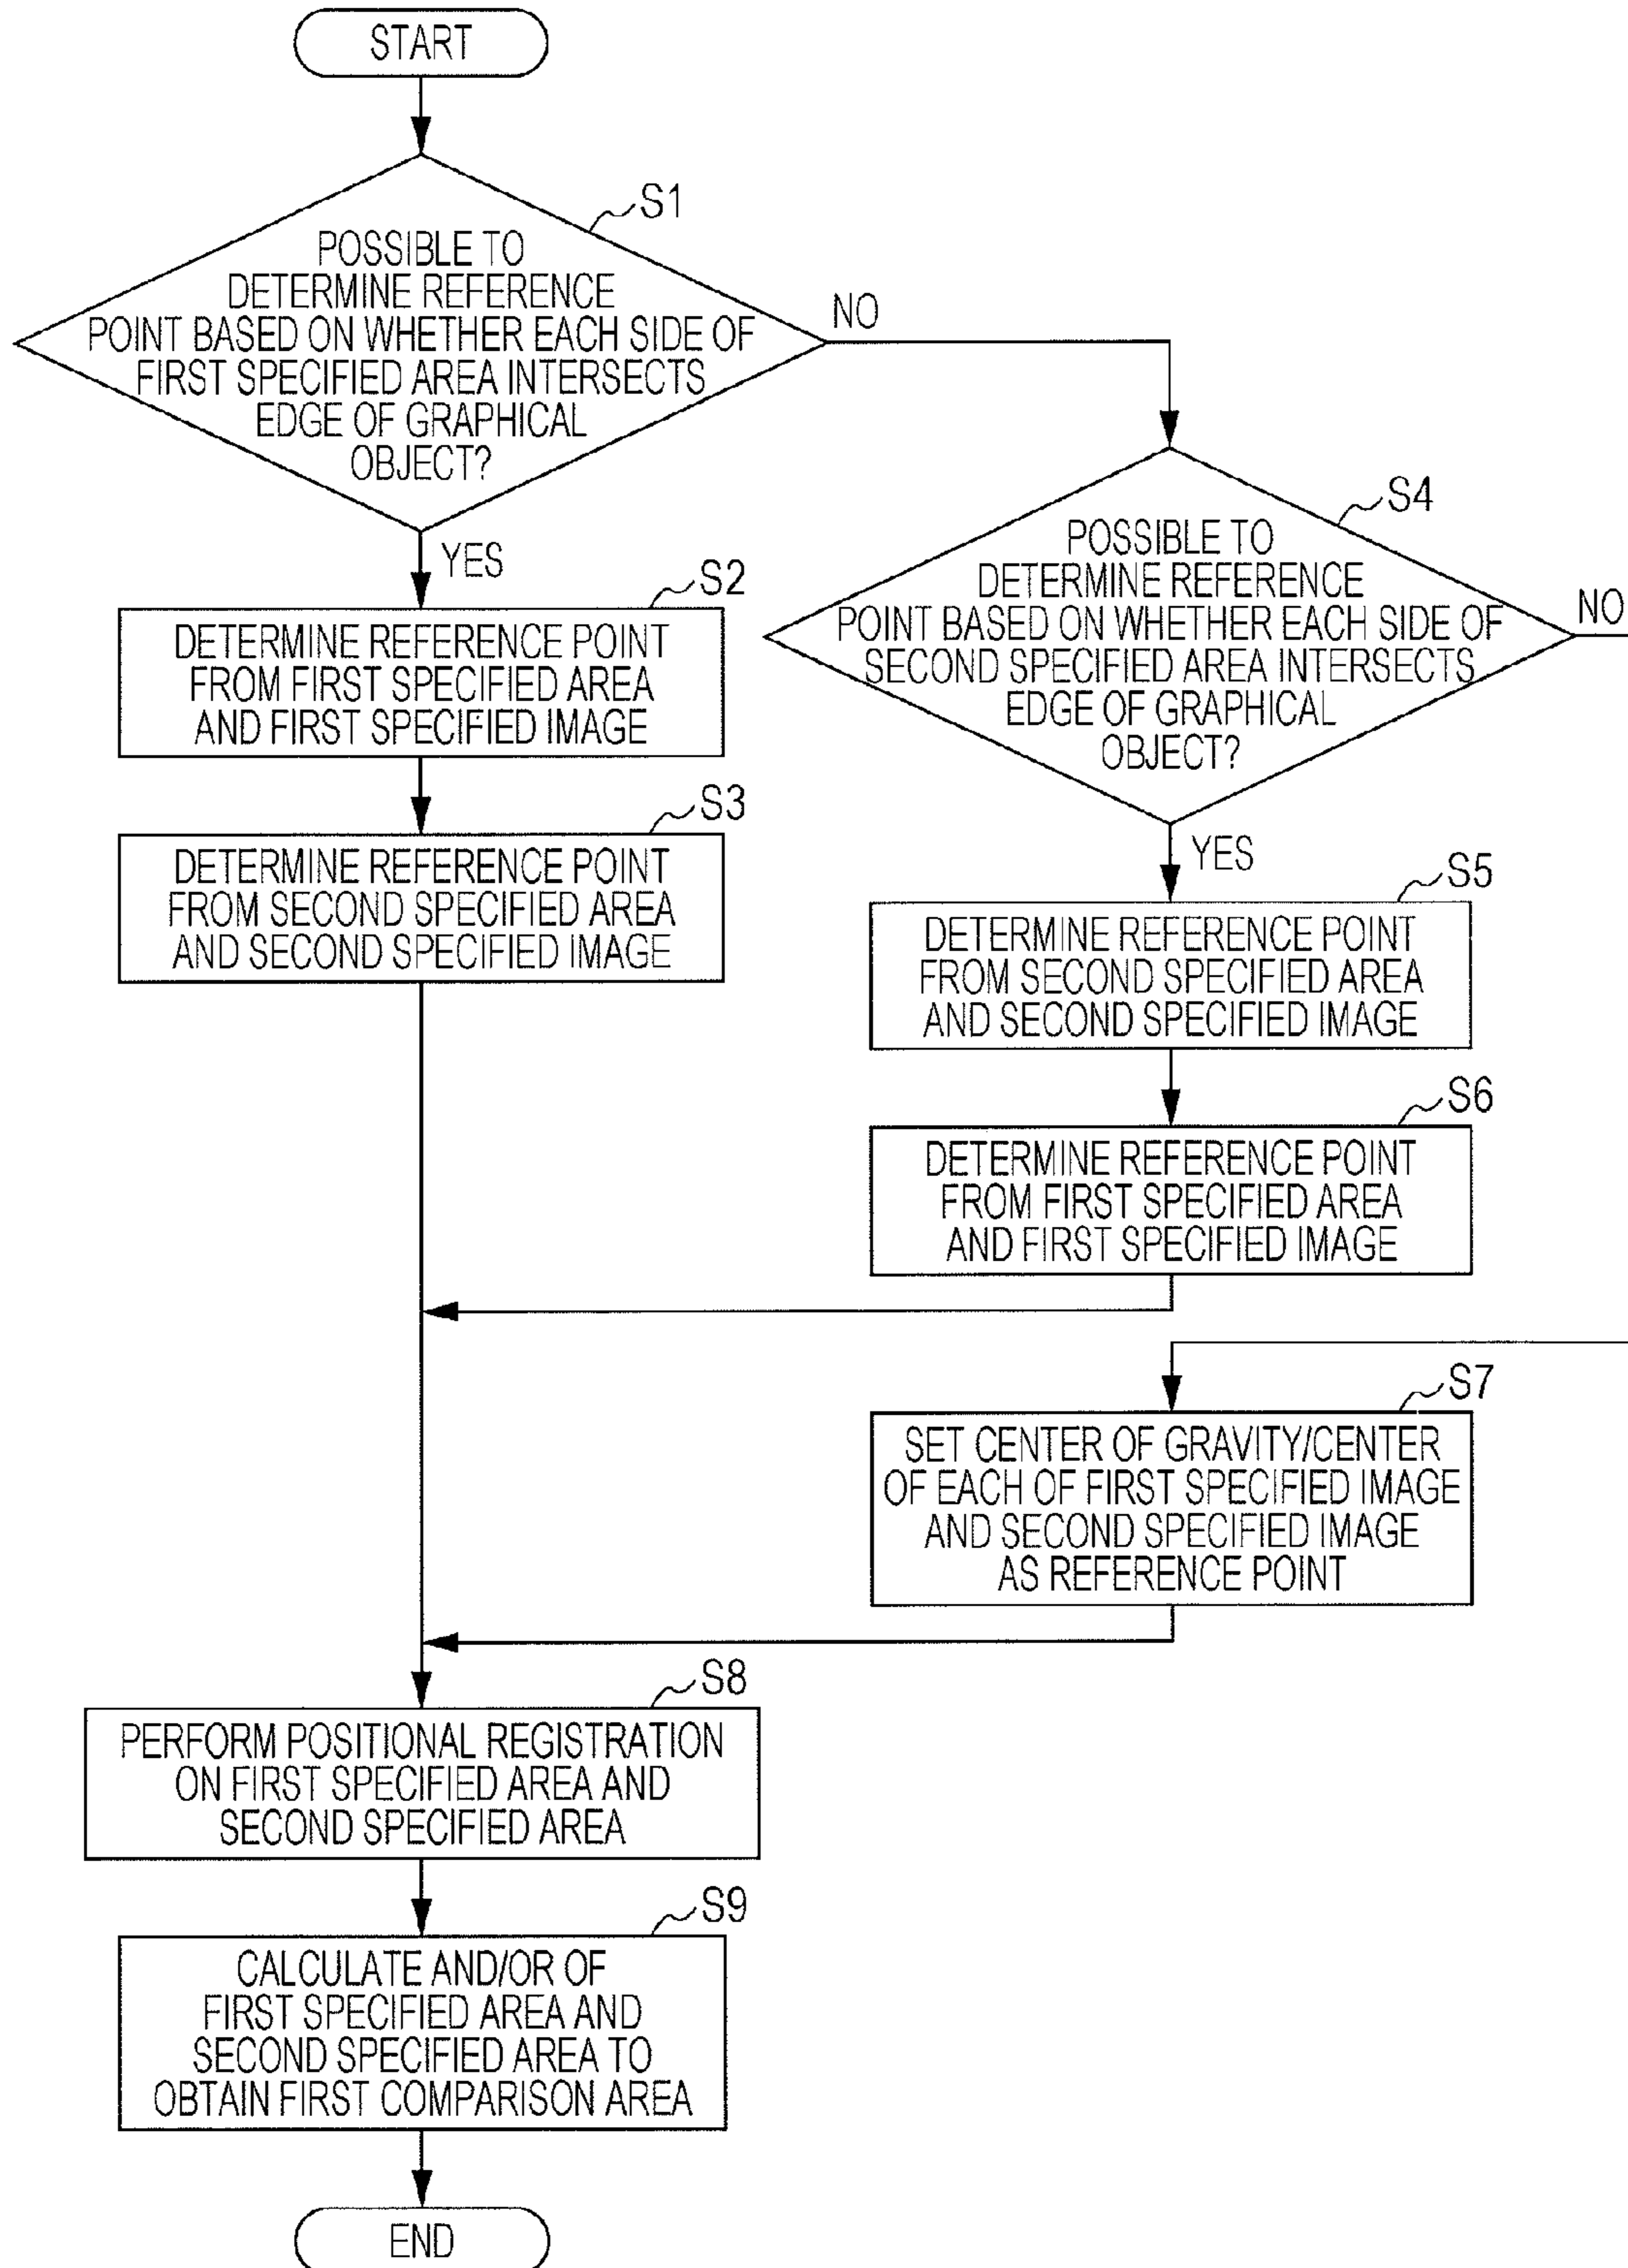 START
S1
POSSIBLE TO
DETERMINE REFERENCE
POINT BASED ON WHETHER EACH SIDE OF
FIRST SPECIFIED AREA INTERSECTS
EDGE OF GRAPHICAL
OBJECT?
NO
YES
S4
POSSIBLE TO
DETERMINE REFERENCE
POINT BASED ON WHETHER EACH SIDE OF
SECOND SPECIFIED AREA INTERSECTS
EDGE OF GRAPHICAL
OBJECT?
NO
YES
S2
DETERMINE REFERENCE POINT
FROM FIRST SPECIFIED AREA
AND FIRST SPECIFIED IMAGE
S3
DETERMINE REFERENCE POINT
FROM SECOND SPECIFIED AREA
AND SECOND SPECIFIED IMAGE
S5
DETERMINE REFERENCE POINT
FROM SECOND SPECIFIED AREA
AND SECOND SPECIFIED IMAGE
S6
DETERMINE REFERENCE POINT
FROM FIRST SPECIFIED AREA
AND FIRST SPECIFIED IMAGE
S7
SET CENTER OF GRAVITY/CENTER
OF EACH OF FIRST SPECIFIED IMAGE
AND SECOND SPECIFIED IMAGE
AS REFERENCE POINT
S8
PERFORM POSITIONAL REGISTRATION
ON FIRST SPECIFIED AREA AND
SECOND SPECIFIED AREA
S9
CALCULATE AND/OR OF
FIRST SPECIFIED AREA AND
SECOND SPECIFIED AREA TO
OBTAIN FIRST COMPARISON AREA
END